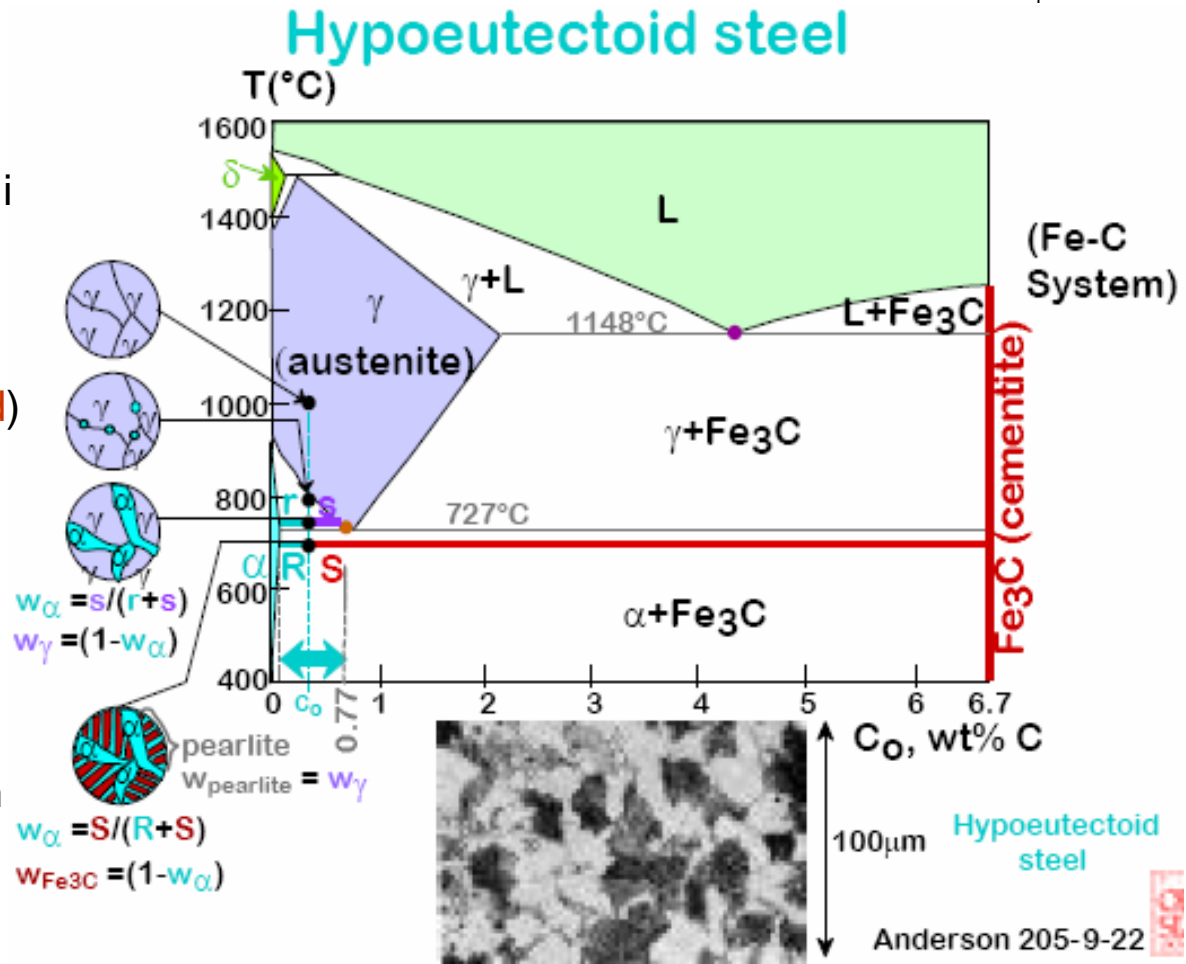 Hypoeutectoid steel
T(°C)
1600
δ
i
1400
L
(Fe-C
System)
γ+L
γ γ
γ γ
γ
1200
L+Fe3C
1148°C
(austenite)
d)
γ
γ
γ γ
1000
γ+Fe3C
800
r s
727°C
γ γ
γ γ
α R S
600
wα =s/(r+s)
wγ =(1-wα)
α+Fe3C
Fe3C (cementite)
400
0 co 0.77 1 2 3 4 5 6 6.7
Co, wt% C
pearlite
wpearlite = wγ
wα =S/(R+S)
wFe3C =(1-wα)
100μm
Hypoeutectoid
steel
Anderson 205-9-22